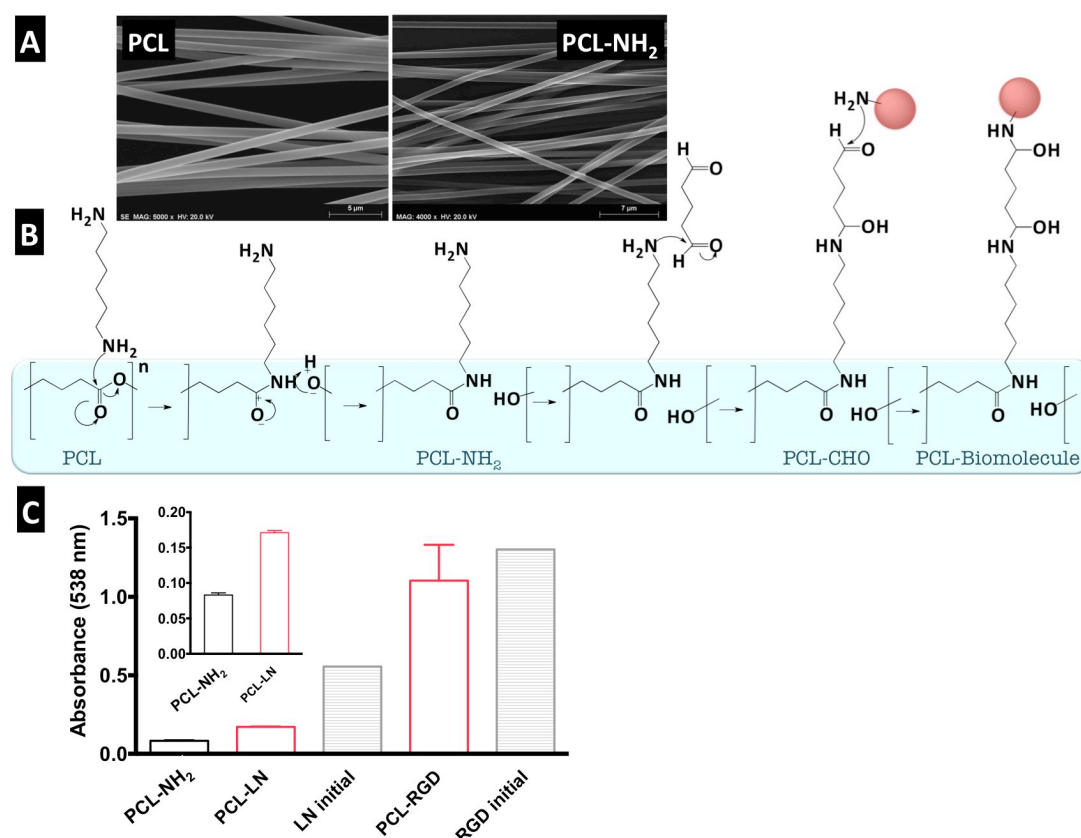 A
PCL
PCL-NH₂
SE MAG: 5000 x HV: 20.0 kV
5 µm
MAG: 4000 x HV: 20.0 kV
7 µm
B
H₂N
NH₂
O
O
n
PCL
H₂N
NH
+
O
−
H
+
O
−
H₂N
NH
O
HO
PCL-NH₂
H
O
H₂N
H
O
NH
O
HO
H₂N
H
O
OH
HN
NH
O
HO
PCL-CHO
HN
OH
OH
HN
NH
O
HO
PCL-Biomolecule
C
Absorbance (538 nm)
1.5
1.0
0.5
0.0
0.20
0.15
0.10
0.05
0.00
PCL-NH₂
PCL-LN
PCL-NH₂
PCL-LN
LN initial
PCL-RGD
RGD initial